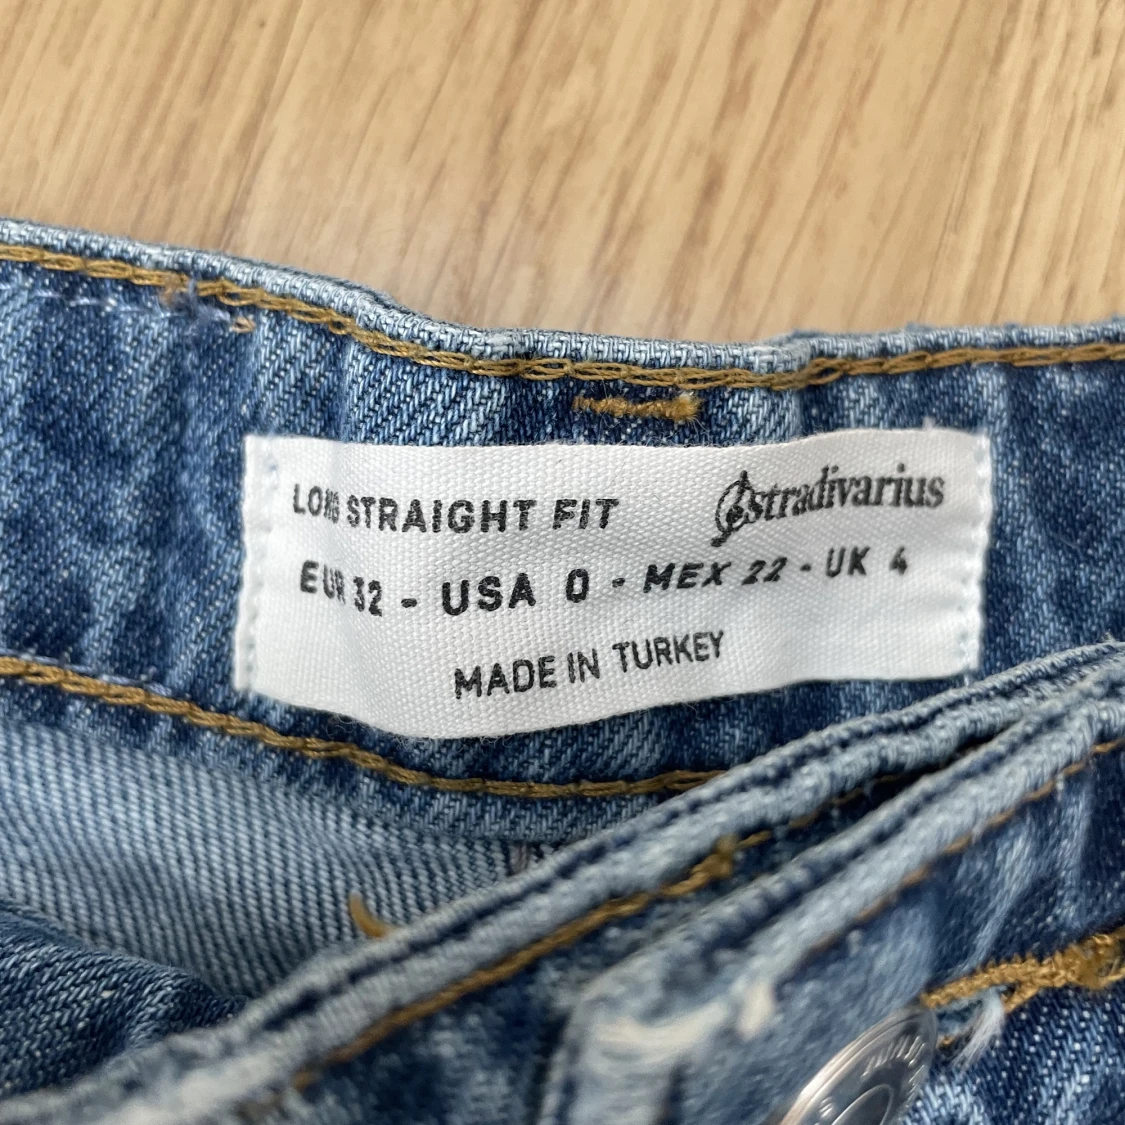 LONG STRAIGHT FIT
Stradivarius
EUR 32 - USA 0 - MEX 22 - UK 4
MADE IN TURKEY